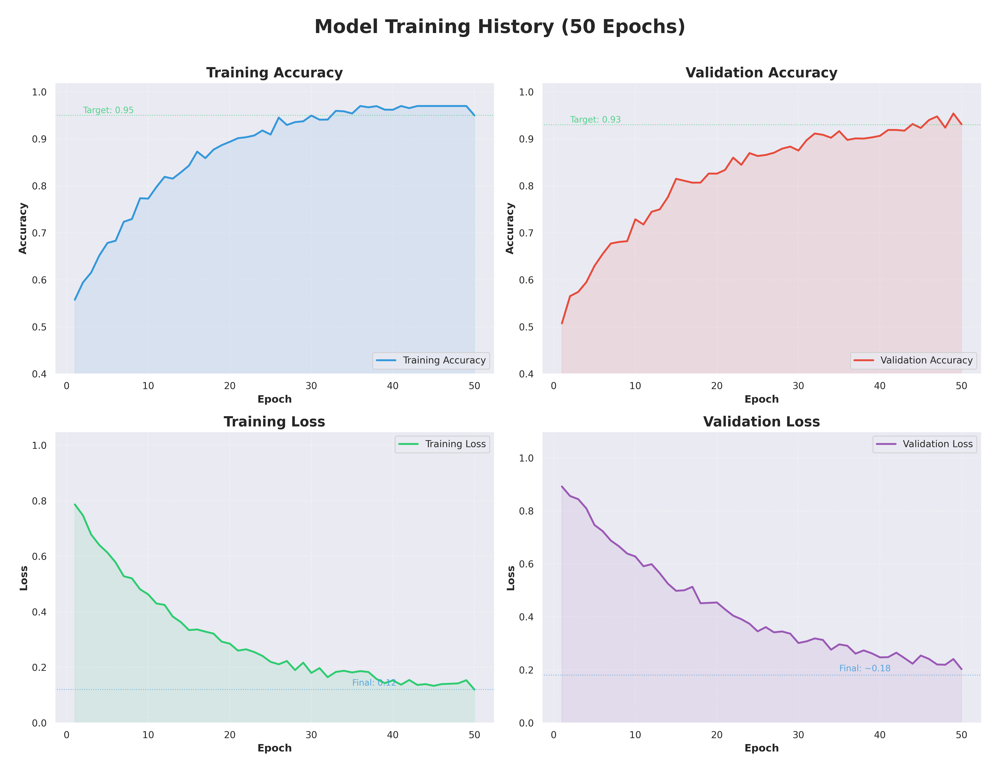 Model Training History (50 Epochs)
Training Accuracy
1.0
0.9
0.8
0.7
0.6
0.5
0.4
Accuracy
Target: 0.95
Training Accuracy
0 10 20 30 40 50
Epoch
Validation Accuracy
1.0
0.9
0.8
0.7
0.6
0.5
0.4
Accuracy
Target: 0.93
Validation Accuracy
0 10 20 30 40 50
Epoch
Training Loss
1.0
0.8
0.6
0.4
0.2
0.0
Loss
Training Loss
Final: 0.12
0 10 20 30 40 50
Epoch
Validation Loss
1.0
0.8
0.6
0.4
0.2
0.0
Loss
Validation Loss
Final: ~0.18
0 10 20 30 40 50
Epoch